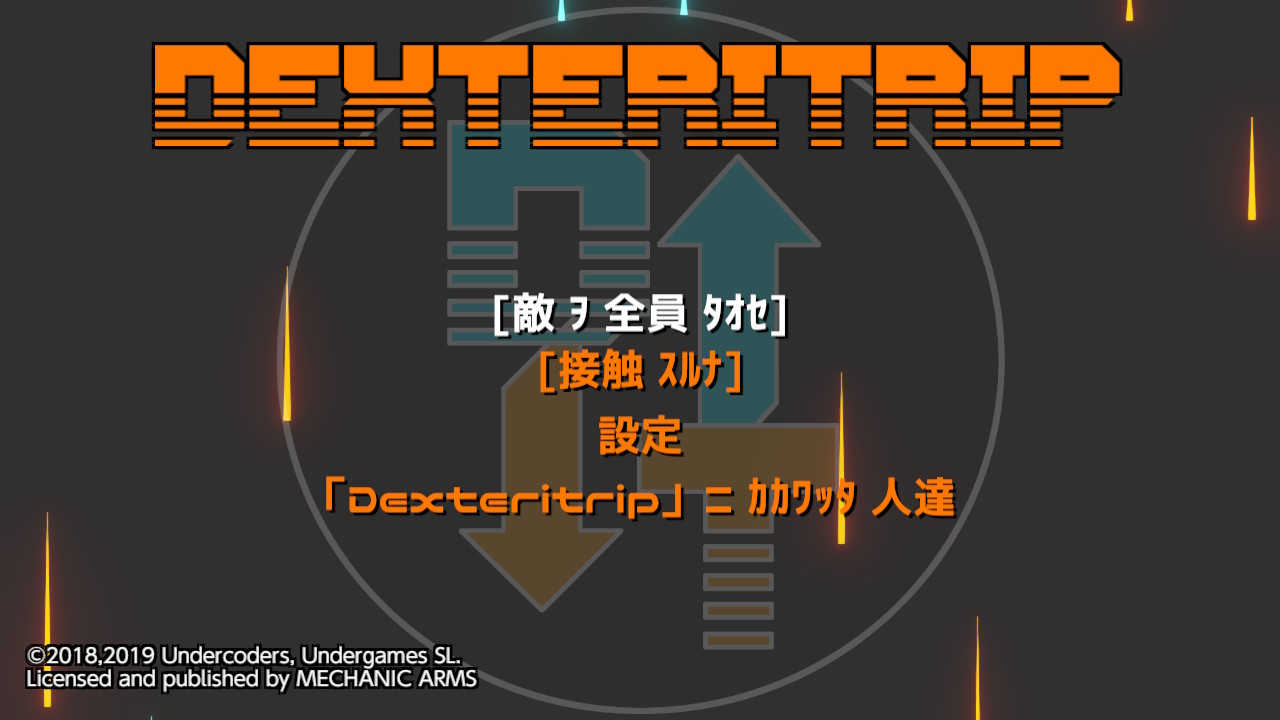 DEXTERITRIP
[敵 ヲ 全員 ﾀｵｾ]
[接触 ｽﾙﾅ]
設定
「Dexteritrip」ニ ｶｶﾜｯﾀ 人達
©2018,2019 Undercoders, Undergames SL.
Licensed and published by MECHANIC ARMS